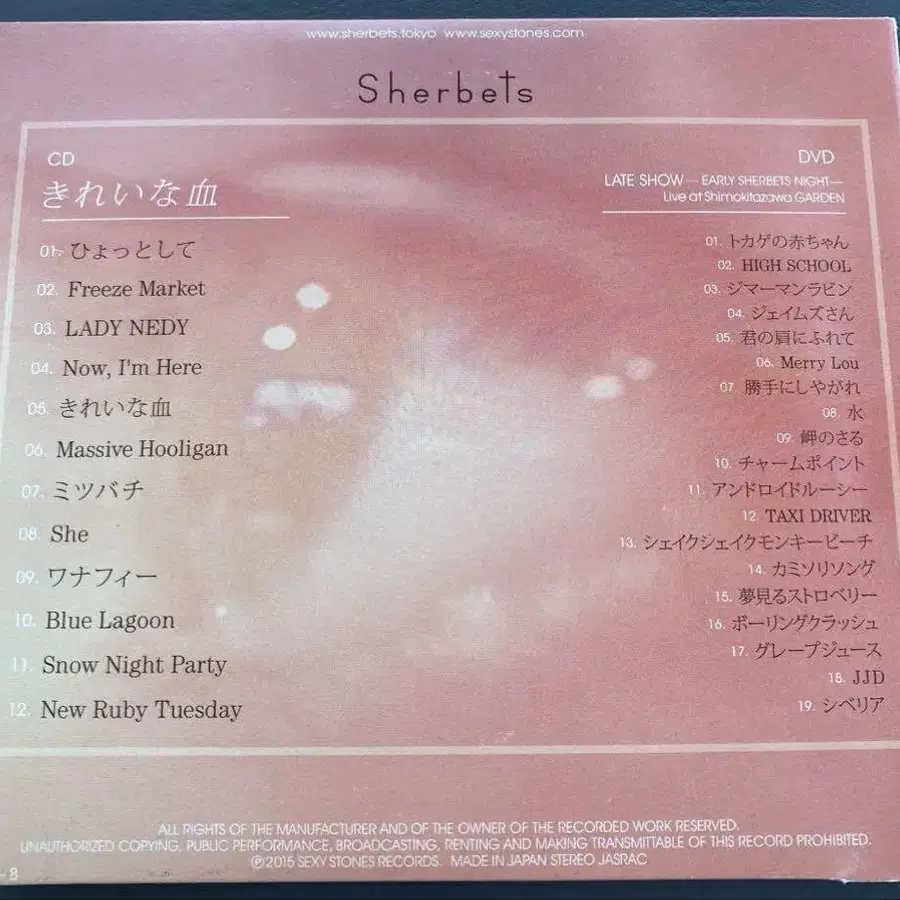 www.sherbets.tokyo www.sexystones.com
Sherbets
CD
きれいな血
01. ひょっとして
02. Freeze Market
03. LADY NEDY
04. Now, I'm Here
05. きれいな血
06. Massive Hooligan
07. ミツバチ
08. She
09. ワナフィー
10. Blue Lagoon
11. Snow Night Party
12. New Ruby Tuesday
DVD
LATE SHOW — EARLY SHERBETS NIGHT—
Live at Shimokitazawa GARDEN
01. トカゲの赤ちゃん
02. HIGH SCHOOL
03. ジマーマンラビン
04. ジェイムズさん
05. 君の肩にふれて
06. Merry Lou
07. 勝手にしやがれ
08. 水
09. 岬のさる
10. チャームポイント
11. アンドロイドルーシー
12. TAXI DRIVER
13. シェイクシェイクモンキービーチ
14. カミソリソング
15. 夢見るストロベリー
16. ボーリングクラッシュ
17. グレープジュース
18. JJD
19. シベリア
ALL RIGHTS OF THE MANUFACTURER AND OF THE OWNER OF THE RECORDED WORK RESERVED.
UNAUTHORIZED COPYING, PUBLIC PERFORMANCE, BROADCASTING, RENTING AND MAKING TRANSMITTABLE OF THIS RECORD PROHIBITED.
℗2015 SEXY STONES RECORDS. MADE IN JAPAN STEREO JASRAC
-8